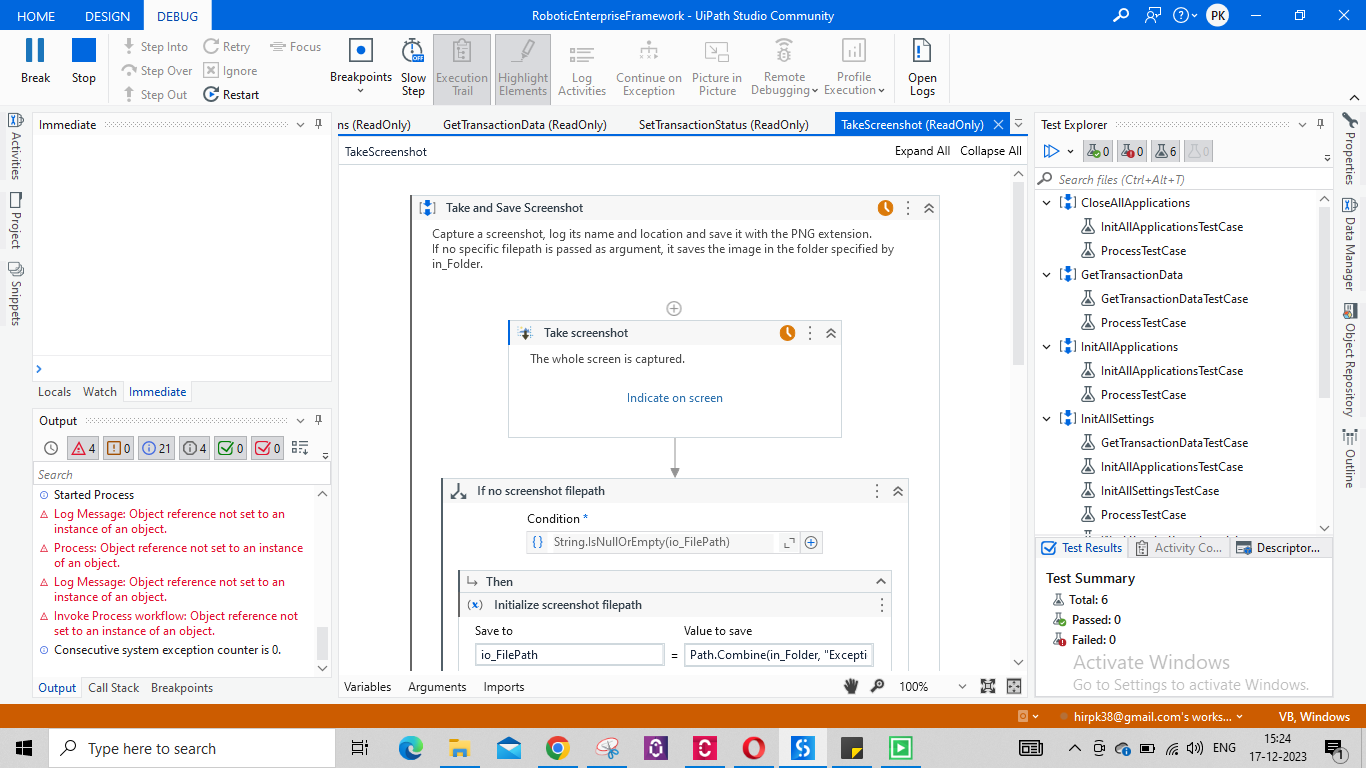 HOME DESIGN DEBUG
RoboticEnterpriseFramework - UiPath Studio Community
PK
Break
Stop
Step Into
Step Over
Step Out
Retry
Ignore
Restart
Focus
Breakpoints
Slow
Step
OFF
Execution
Trail
Highlight
Elements
Log
Activities
Continue on
Exception
Picture in
Picture
Remote
Debugging
Profile
Execution
Open
Logs
Activities
Project
Snippets
Immediate
Locals Watch Immediate
Output
4 0 21 4 0 0
Search
Started Process
Log Message: Object reference not set to an
instance of an object.
Process: Object reference not set to an instance
of an object.
Log Message: Object reference not set to an
instance of an object.
Invoke Process workflow: Object reference not
set to an instance of an object.
Consecutive system exception counter is 0.
Output Call Stack Breakpoints
ns (ReadOnly) GetTransactionData (ReadOnly) SetTransactionStatus (ReadOnly) TakeScreenshot (ReadOnly)
TakeScreenshot
Expand All Collapse All
Take and Save Screenshot
Capture a screenshot, log its name and location and save it with the PNG extension.
If no specific filepath is passed as argument, it saves the image in the folder specified by
in_Folder.
Take screenshot
The whole screen is captured.
Indicate on screen
If no screenshot filepath
Condition *
String.IsNullOrEmpty(io_FilePath)
Then
Initialize screenshot filepath
Save to Value to save
io_FilePath = Path.Combine(in_Folder, "Excepti
Variables Arguments Imports
100%
Test Explorer
0 0 6 0
Search files (Ctrl+Alt+T)
CloseAllApplications
InitAllApplicationsTestCase
ProcessTestCase
GetTransactionData
GetTransactionDataTestCase
ProcessTestCase
InitAllApplications
InitAllApplicationsTestCase
ProcessTestCase
InitAllSettings
GetTransactionDataTestCase
InitAllApplicationsTestCase
InitAllSettingsTestCase
ProcessTestCase
Test Results Activity Co... Descriptor...
Test Summary
Total: 6
Passed: 0
Failed: 0
Activate Windows
Go to Settings to activate Windows.
Properties
Data Manager
Object Repository
Outline
hirpk38@gmail.com's works...
VB, Windows
Type here to search
ENG
15:24
17-12-2023
1